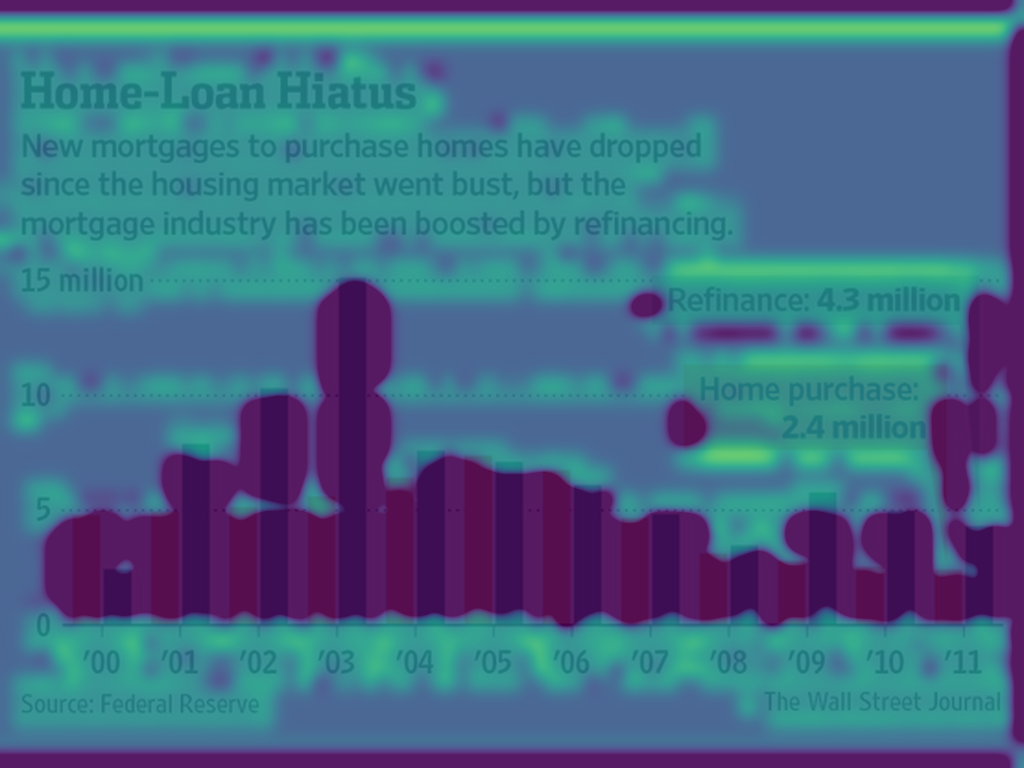 Home-Loan Hiatus
New mortgages to purchase homes have dropped
since the housing market went bust, but the
mortgage industry has been boosted by refinancing.
15 million
Refinance: 4.3 million
10
Home purchase:
2.4 million
5
0
'00 '01 '02 '03 '04 '05 '06 '07 '08 '09 '10 '11
Source: Federal Reserve
The Wall Street Journal